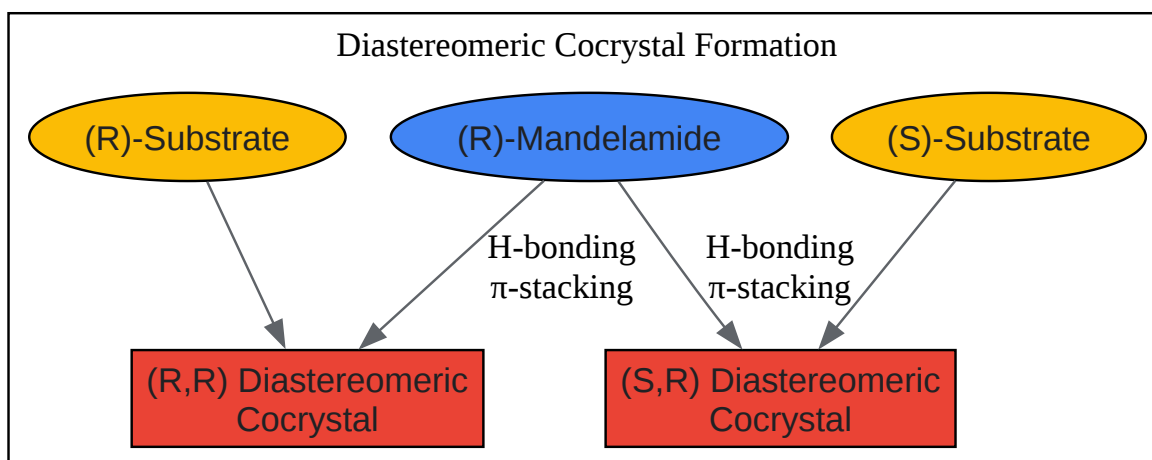 Diastereomeric Cocrystal Formation
(R)-Substrate
(R)-Mandelamide
(S)-Substrate
H-bonding
π-stacking
H-bonding
π-stacking
(R,R) Diastereomeric
Cocrystal
(S,R) Diastereomeric
Cocrystal